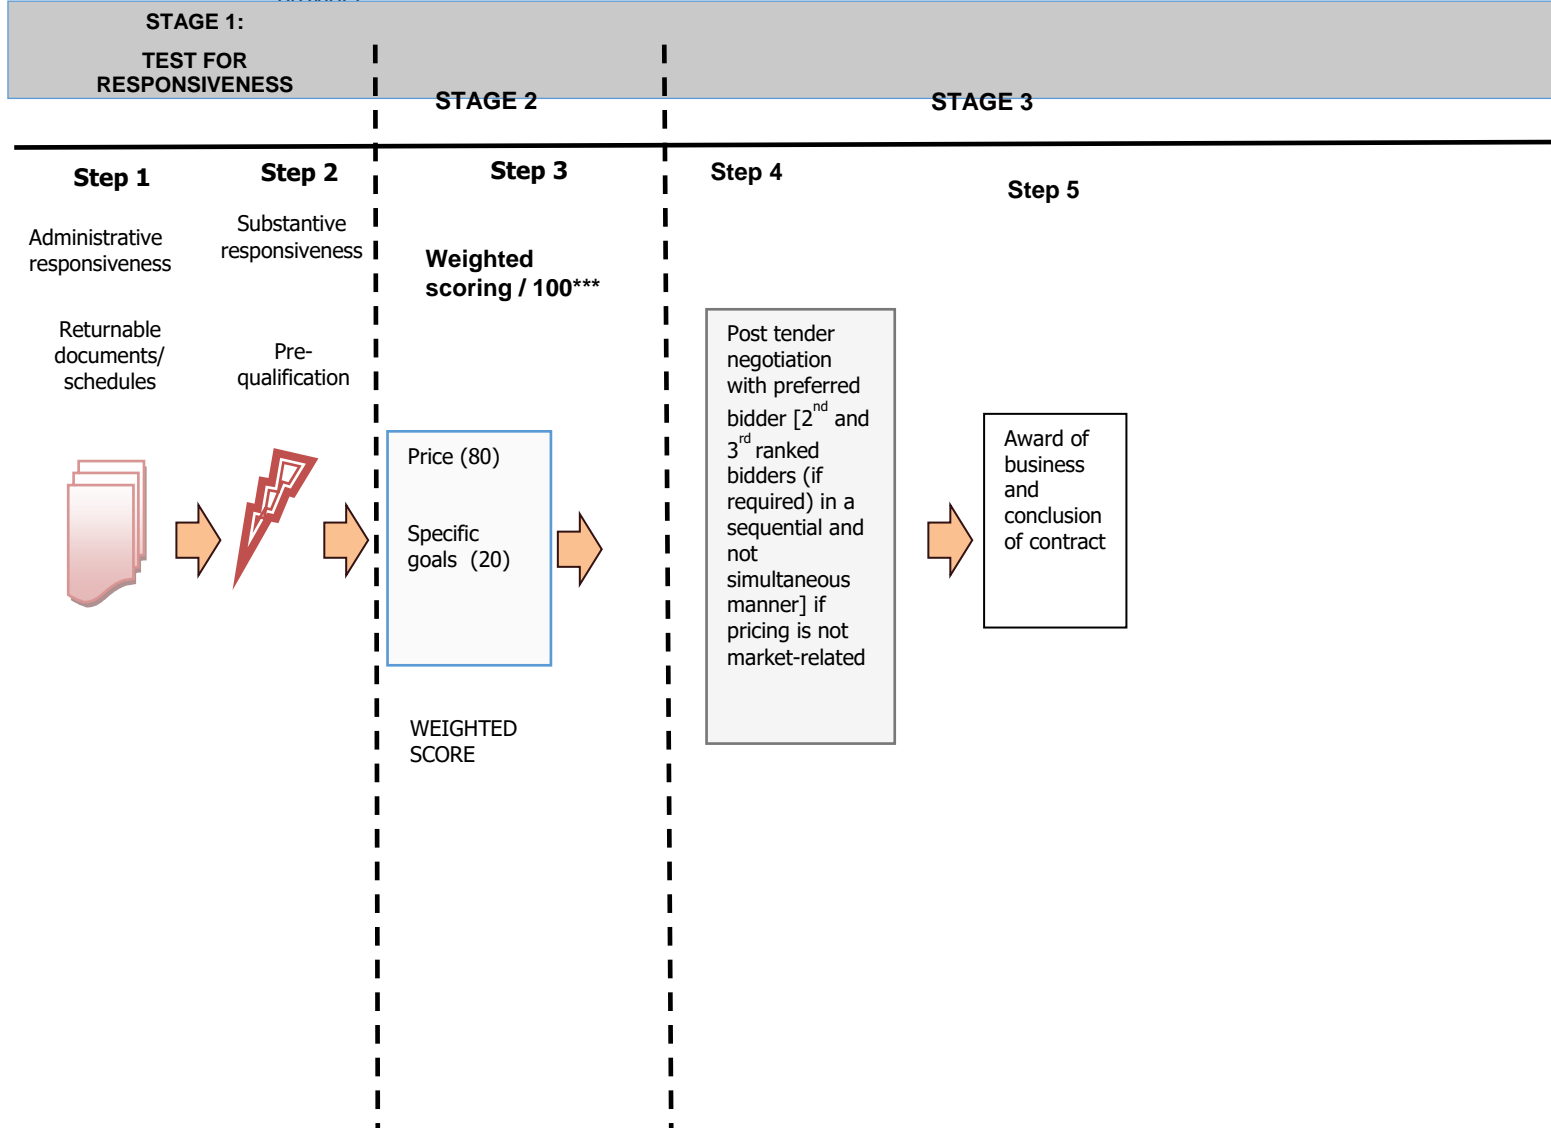 STAGE 1:
TEST FOR
RESPONSIVENESS
STAGE 2
STAGE 3
Step 1
Step 2
Step 3
Step 4
Step 5
Administrative
responsiveness
Returnable
documents/
schedules
Substantive
responsiveness
Pre-
qualification
Weighted
scoring / 100***
Price (80)
Specific
goals (20)
WEIGHTED
SCORE
Post tender
negotiation
with preferred
bidder [2nd and
3rd ranked
bidders (if
required) in a
sequential and
not
simultaneous
manner] if
pricing is not
market-related
Award of
business
and
conclusion
of contract